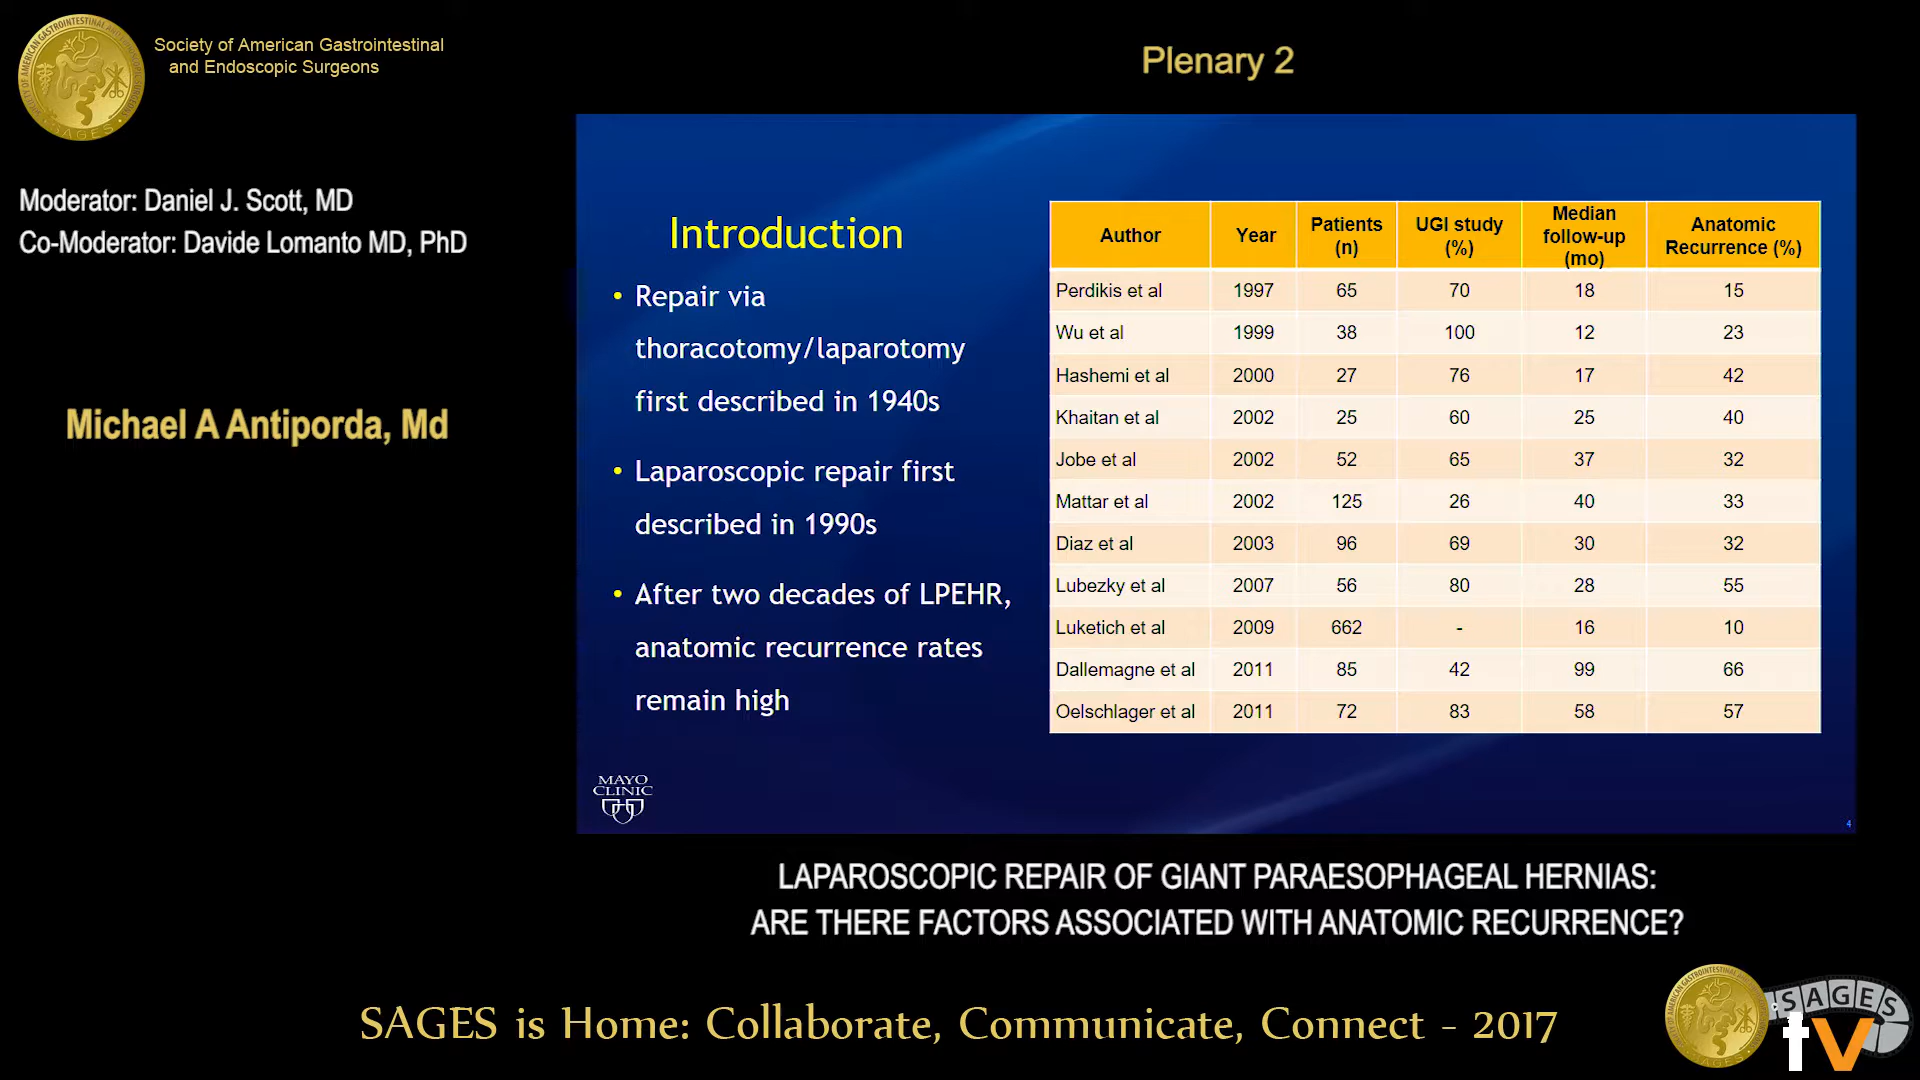 Society of American Gastrointestinal
and Endoscopic Surgeons
Plenary 2
Moderator: Daniel J. Scott, MD
Co-Moderator: Davide Lomanto MD, PhD
Michael A Antiporda, Md
Introduction
• Repair via
thoracotomy/laparotomy
first described in 1940s
• Laparoscopic repair first
described in 1990s
• After two decades of LPEHR,
anatomic recurrence rates
remain high
Author Year Patients (n) UGI study (%) Median follow-up (mo) Anatomic Recurrence (%)
Perdikis et al 1997 65 70 18 15
Wu et al 1999 38 100 12 23
Hashemi et al 2000 27 76 17 42
Khaitan et al 2002 25 60 25 40
Jobe et al 2002 52 65 37 32
Mattar et al 2002 125 26 40 33
Diaz et al 2003 96 69 30 32
Lubezky et al 2007 56 80 28 55
Luketich et al 2009 662 - 16 10
Dallemagne et al 2011 85 42 99 66
Oelschlager et al 2011 72 83 58 57
MAYO
CLINIC
4
LAPAROSCOPIC REPAIR OF GIANT PARAESOPHAGEAL HERNIAS:
ARE THERE FACTORS ASSOCIATED WITH ANATOMIC RECURRENCE?
SAGES is Home: Collaborate, Communicate, Connect - 2017
SAGES
tv